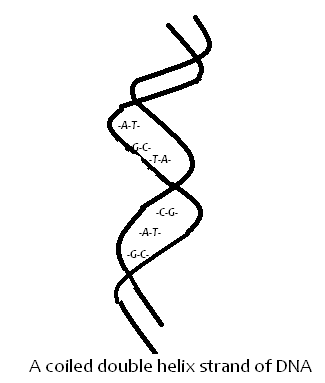 -A-T-
-G-C-
-T-A-
-C-G-
-A-T-
-G-C-
A coiled double helix strand of DNA